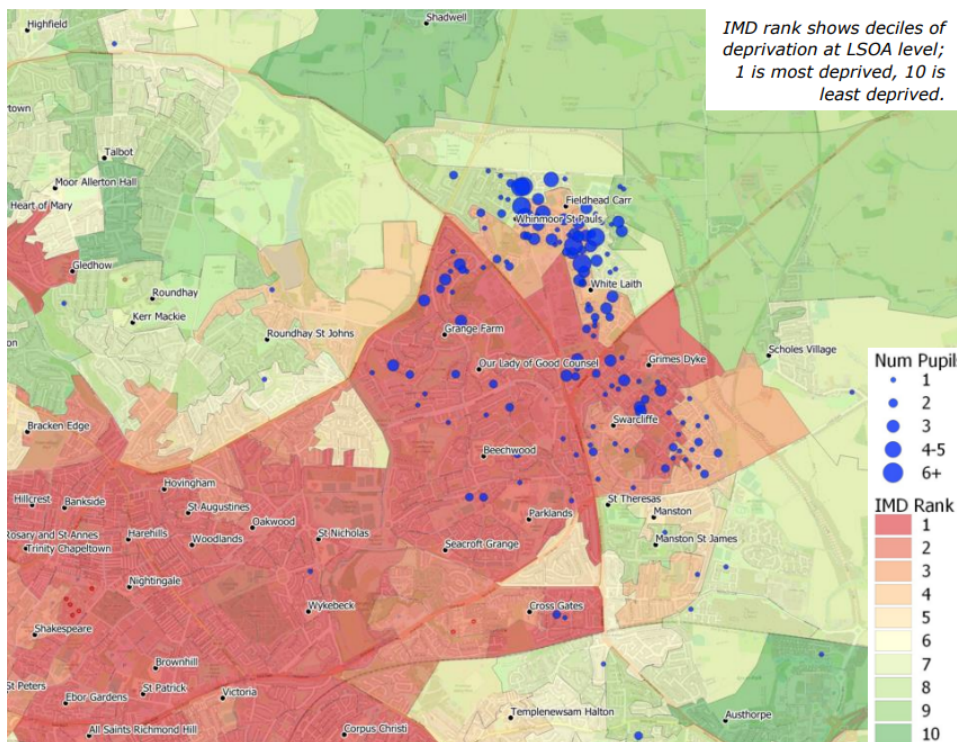 Highfield
Shadwell
IMD rank shows deciles of
deprivation at LSOA level;
1 is most deprived, 10 is
least deprived.
rtown
Talbot
Moor Allerton Hall
Heart of Mary
Fieldhead Carr
Whinmoor St Pauls
Gledhow
White Laith
Roundhay
Kerr Mackie
Roundhay St Johns
Grange Farm
on
Scholes Village
Our Lady of Good Counsel
Grimes Dyke
Num Pupils
1
2
3
4-5
6+
Bracken Edge
Swarcliffe
Beechwood
Hovingham
Hillcrest
Bankside
St Augustines
St Theresas
Manston
Parklands
Oakwood
Rosary and St Annes
Harehills
Woodlands
St Nicholas
Trinity Chapeltown
Seacroft Grange
Manston St James
Nightingale
Wykebeck
Cross Gates
Shakespeare
Brownhill
St Peters
St Patrick
Ebor Gardens
Victoria
Templenewsam Halton
Austhorpe
All Saints Richmond Hill
Corpus Christi
IMD Rank
1
2
3
4
5
6
7
8
9
10